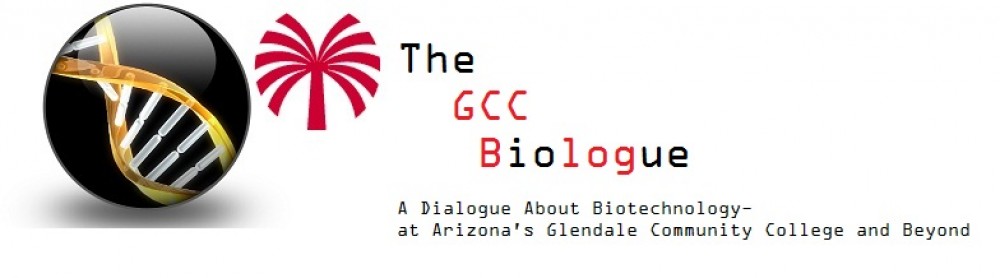 The
GCC
Biologue
A Dialogue About Biotechnology-
at Arizona's Glendale Community College and Beyond